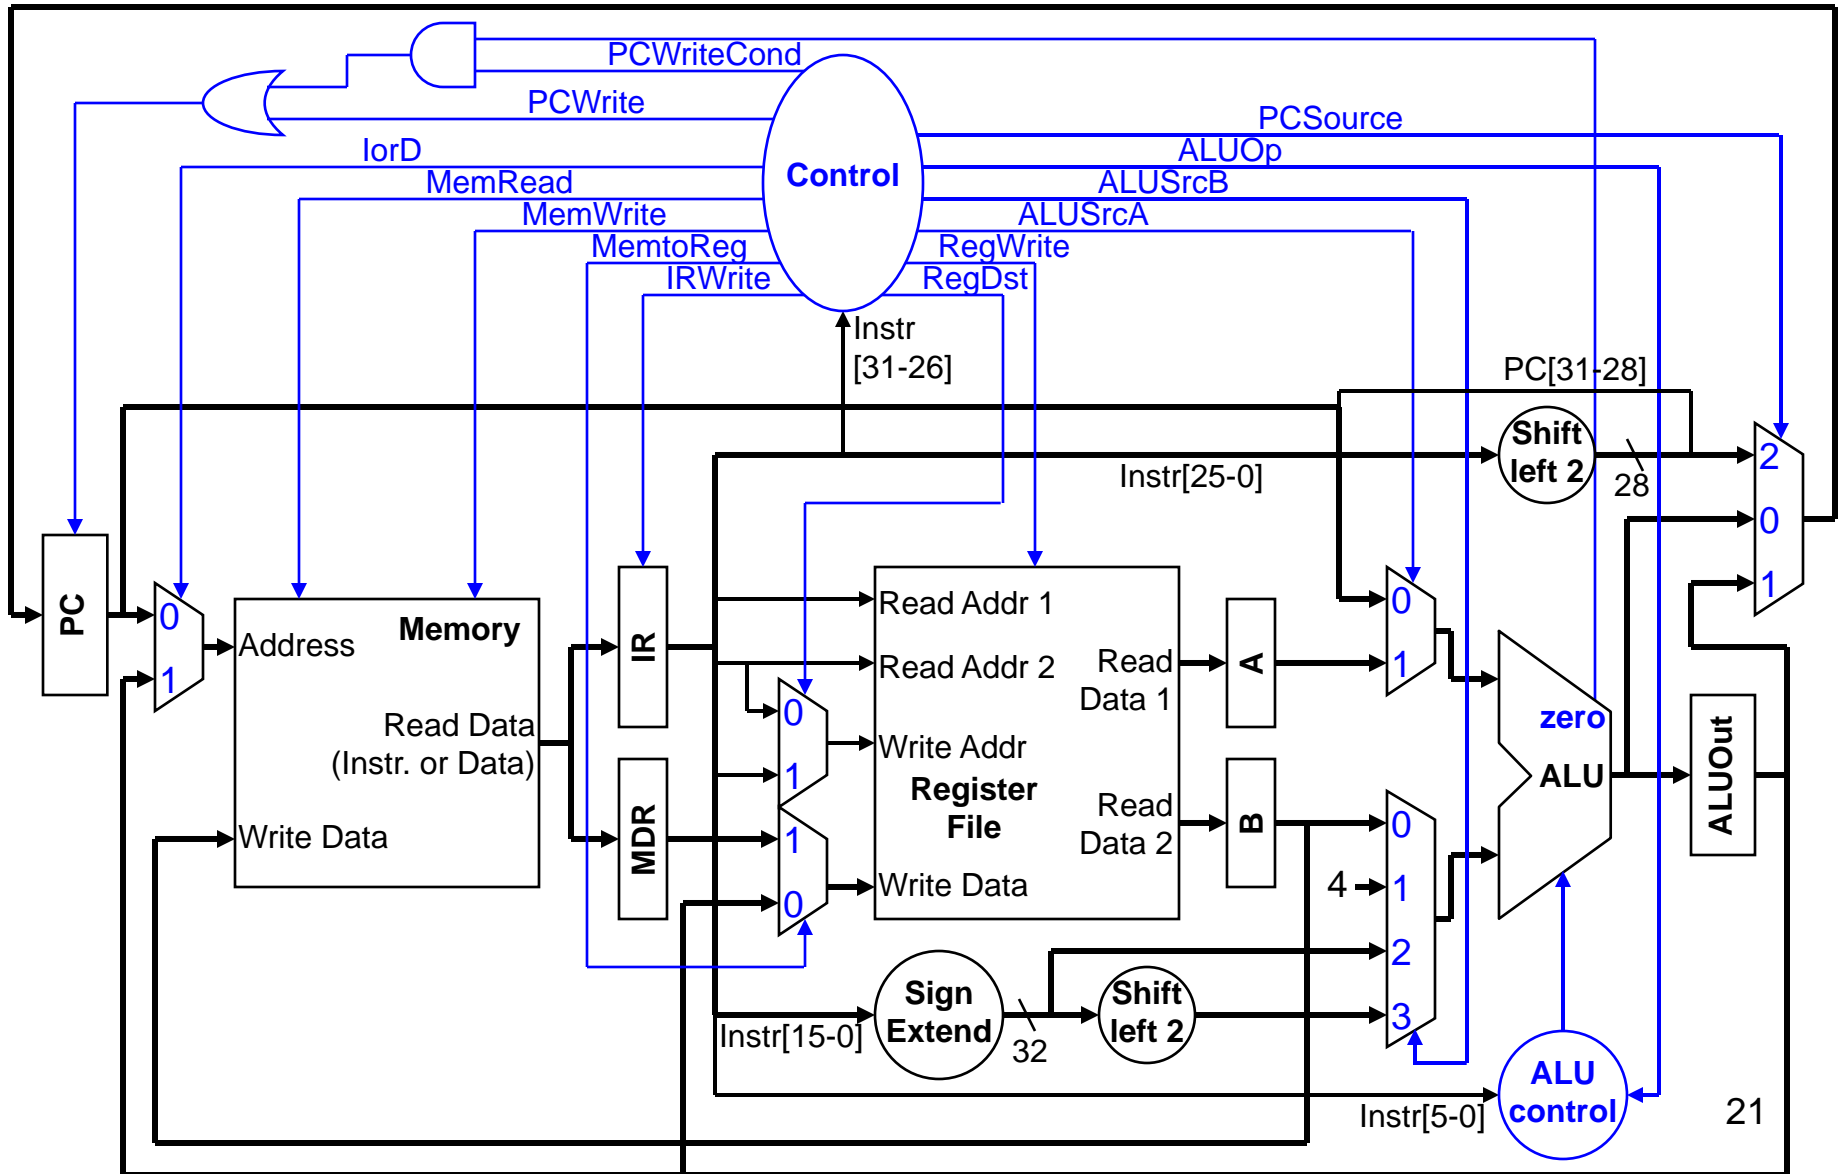 PCWriteCond
PCWrite
PCSource
IorD
ALUOp
Control
MemRead
ALUSrcB
MemWrite
ALUSrcA
MemtoReg
RegWrite
IRWrite
RegDst
Instr
[31-26]
PC[31-28]
Shift
left 2
28
Instr[25-0]
2
0
1
PC
0
1
Address
Memory
Read Data
(Instr. or Data)
Write Data
IR
MDR
0
1
1
0
Read Addr 1
Read Addr 2
Read
Data 1
Write Addr
Register
File
Read
Data 2
Write Data
A
B
0
1
4
0
1
2
3
zero
ALU
ALUOut
Instr[15-0]
Sign
Extend
32
Shift
left 2
ALU
control
Instr[5-0]
21